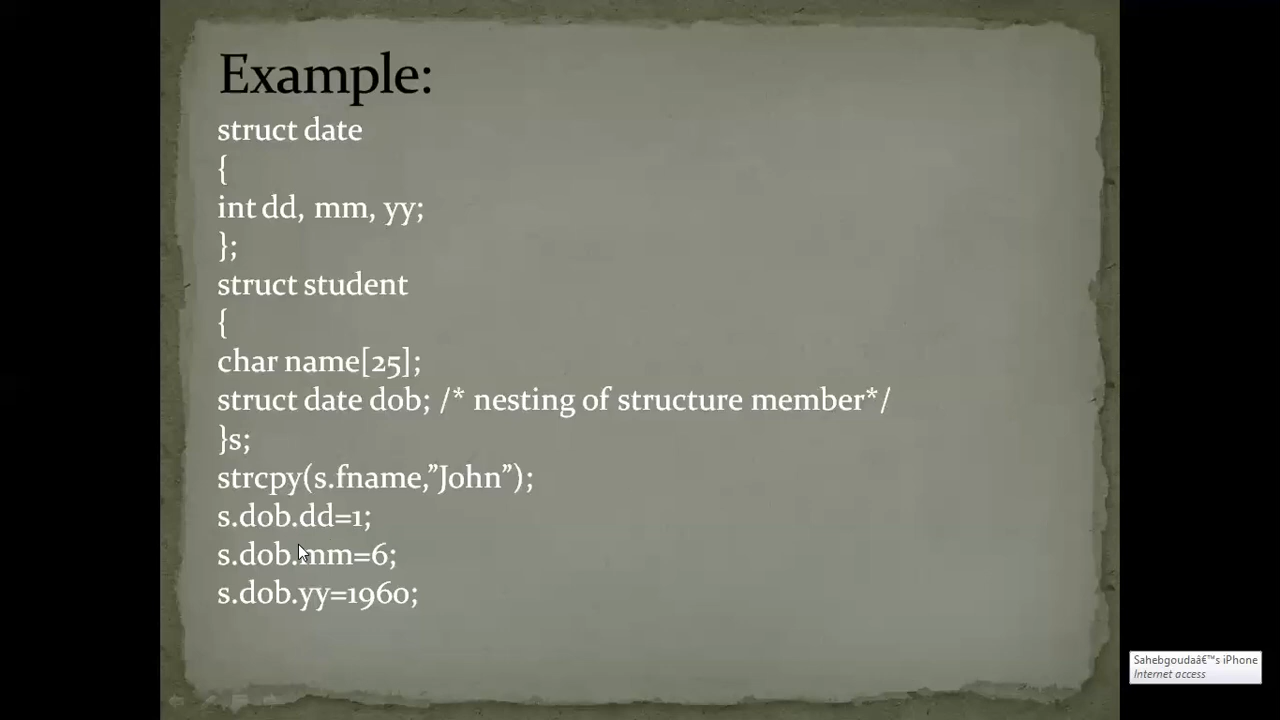 Example:
struct date
{
int dd, mm, yy;
};
struct student
{
char name[25];
struct date dob; /* nesting of structure member*/
}s;
strcpy(s.fname,”John”);
s.dob.dd=1;
s.dob.mm=6;
s.dob.yy=1960;
Sahebgoudaâ€™s iPhone
Internet access